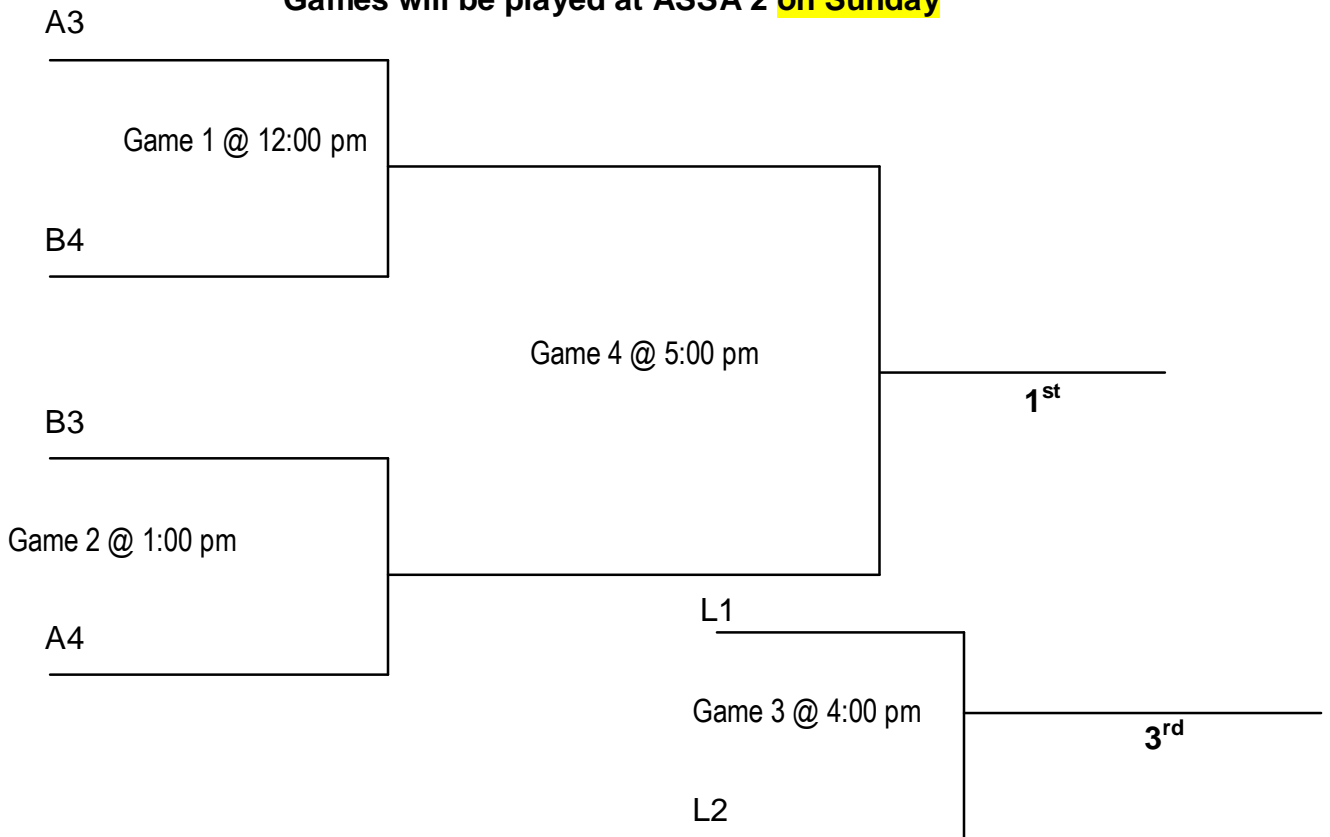 Games will be played at ASSA 2 on Sunday
A3
Game 1 @ 12:00 pm
B4
Game 4 @ 5:00 pm
1st
B3
Game 2 @ 1:00 pm
L1
A4
Game 3 @ 4:00 pm
3rd
L2